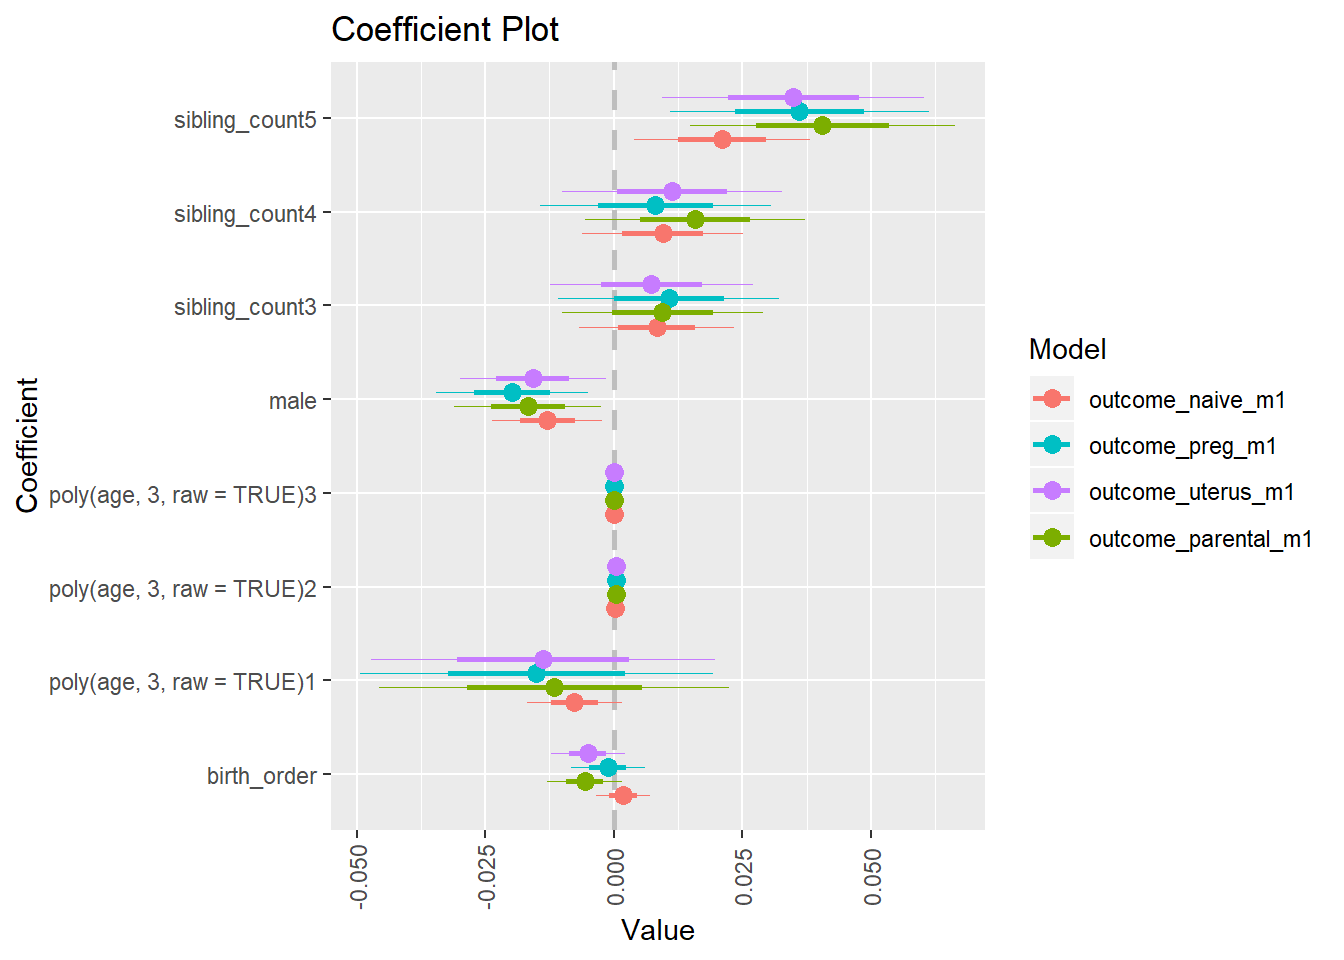 Coefficient Plot
Coefficient
sibling_count5
sibling_count4
sibling_count3
male
poly(age, 3, raw = TRUE)3
poly(age, 3, raw = TRUE)2
poly(age, 3, raw = TRUE)1
birth_order
-0.050
-0.025
0.000
0.025
0.050
Value
Model
outcome_naive_m1
outcome_preg_m1
outcome_uterus_m1
outcome_parental_m1